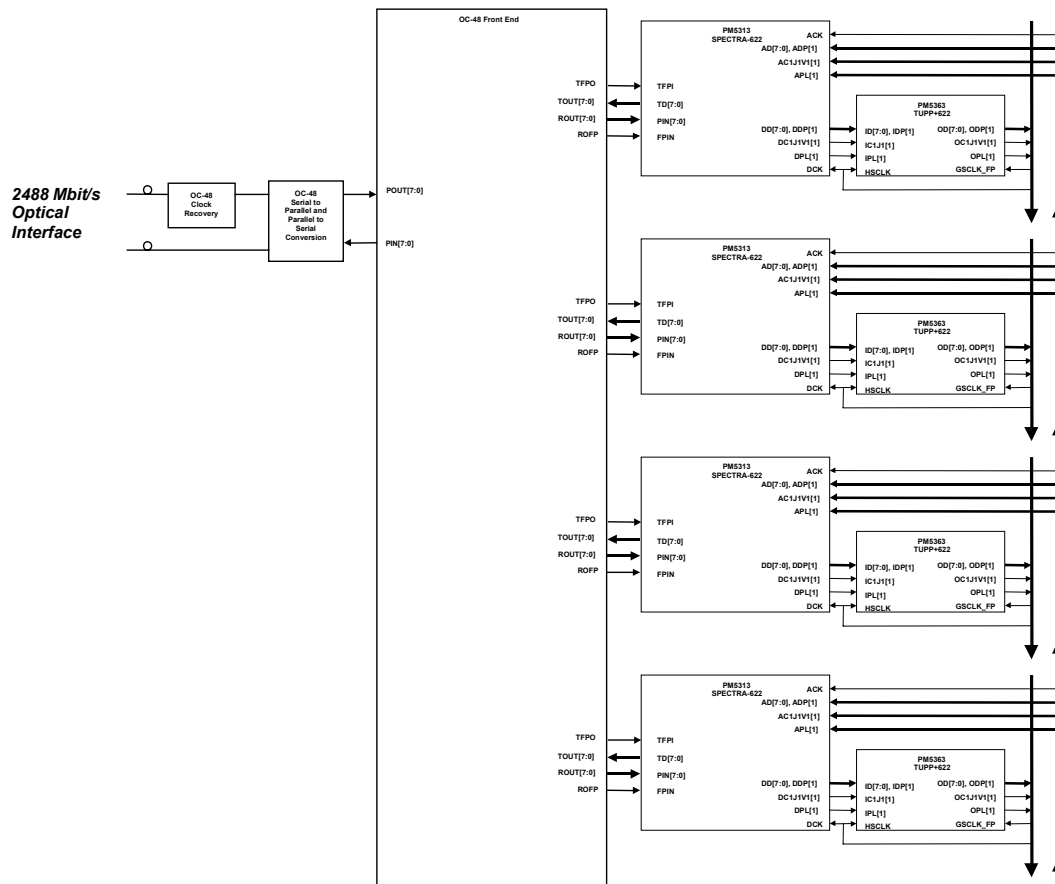 OC-48 Front End
2488 Mbit/s
Optical
Interface
OC-48
Clock
Recovery
OC-48
Serial to
Parallel and
Parallel to
Serial
Conversion
POUT[7:0]
PIN[7:0]
TFPO
TOUT[7:0]
ROUT[7:0]
ROFP
PM5313
SPECTRA-622
ACK
AD[7:0], ADP[1]
AC1J1V1[1]
APL[1]
TFPI
TD[7:0]
PIN[7:0]
FPIN
DD[7:0], DDP[1]
DC1J1V1[1]
DPL[1]
DCK
PM5363
TUPP+622
ID[7:0], IDP[1]
IC1J1[1]
IPL[1]
HSCLK
OD[7:0], ODP[1]
OC1J1V1[1]
OPL[1]
GSCLK_FP
TFPO
TOUT[7:0]
ROUT[7:0]
ROFP
PM5313
SPECTRA-622
ACK
AD[7:0], ADP[1]
AC1J1V1[1]
APL[1]
TFPI
TD[7:0]
PIN[7:0]
FPIN
DD[7:0], DDP[1]
DC1J1V1[1]
DPL[1]
DCK
PM5363
TUPP+622
ID[7:0], IDP[1]
IC1J1[1]
IPL[1]
HSCLK
OD[7:0], ODP[1]
OC1J1V1[1]
OPL[1]
GSCLK_FP
TFPO
TOUT[7:0]
ROUT[7:0]
ROFP
PM5313
SPECTRA-622
ACK
AD[7:0], ADP[1]
AC1J1V1[1]
APL[1]
TFPI
TD[7:0]
PIN[7:0]
FPIN
DD[7:0], DDP[1]
DC1J1V1[1]
DPL[1]
DCK
PM5363
TUPP+622
ID[7:0], IDP[1]
IC1J1[1]
IPL[1]
HSCLK
OD[7:0], ODP[1]
OC1J1V1[1]
OPL[1]
GSCLK_FP
TFPO
TOUT[7:0]
ROUT[7:0]
ROFP
PM5313
SPECTRA-622
ACK
AD[7:0], ADP[1]
AC1J1V1[1]
APL[1]
TFPI
TD[7:0]
PIN[7:0]
FPIN
DD[7:0], DDP[1]
DC1J1V1[1]
DPL[1]
DCK
PM5363
TUPP+622
ID[7:0], IDP[1]
IC1J1[1]
IPL[1]
HSCLK
OD[7:0], ODP[1]
OC1J1V1[1]
OPL[1]
GSCLK_FP